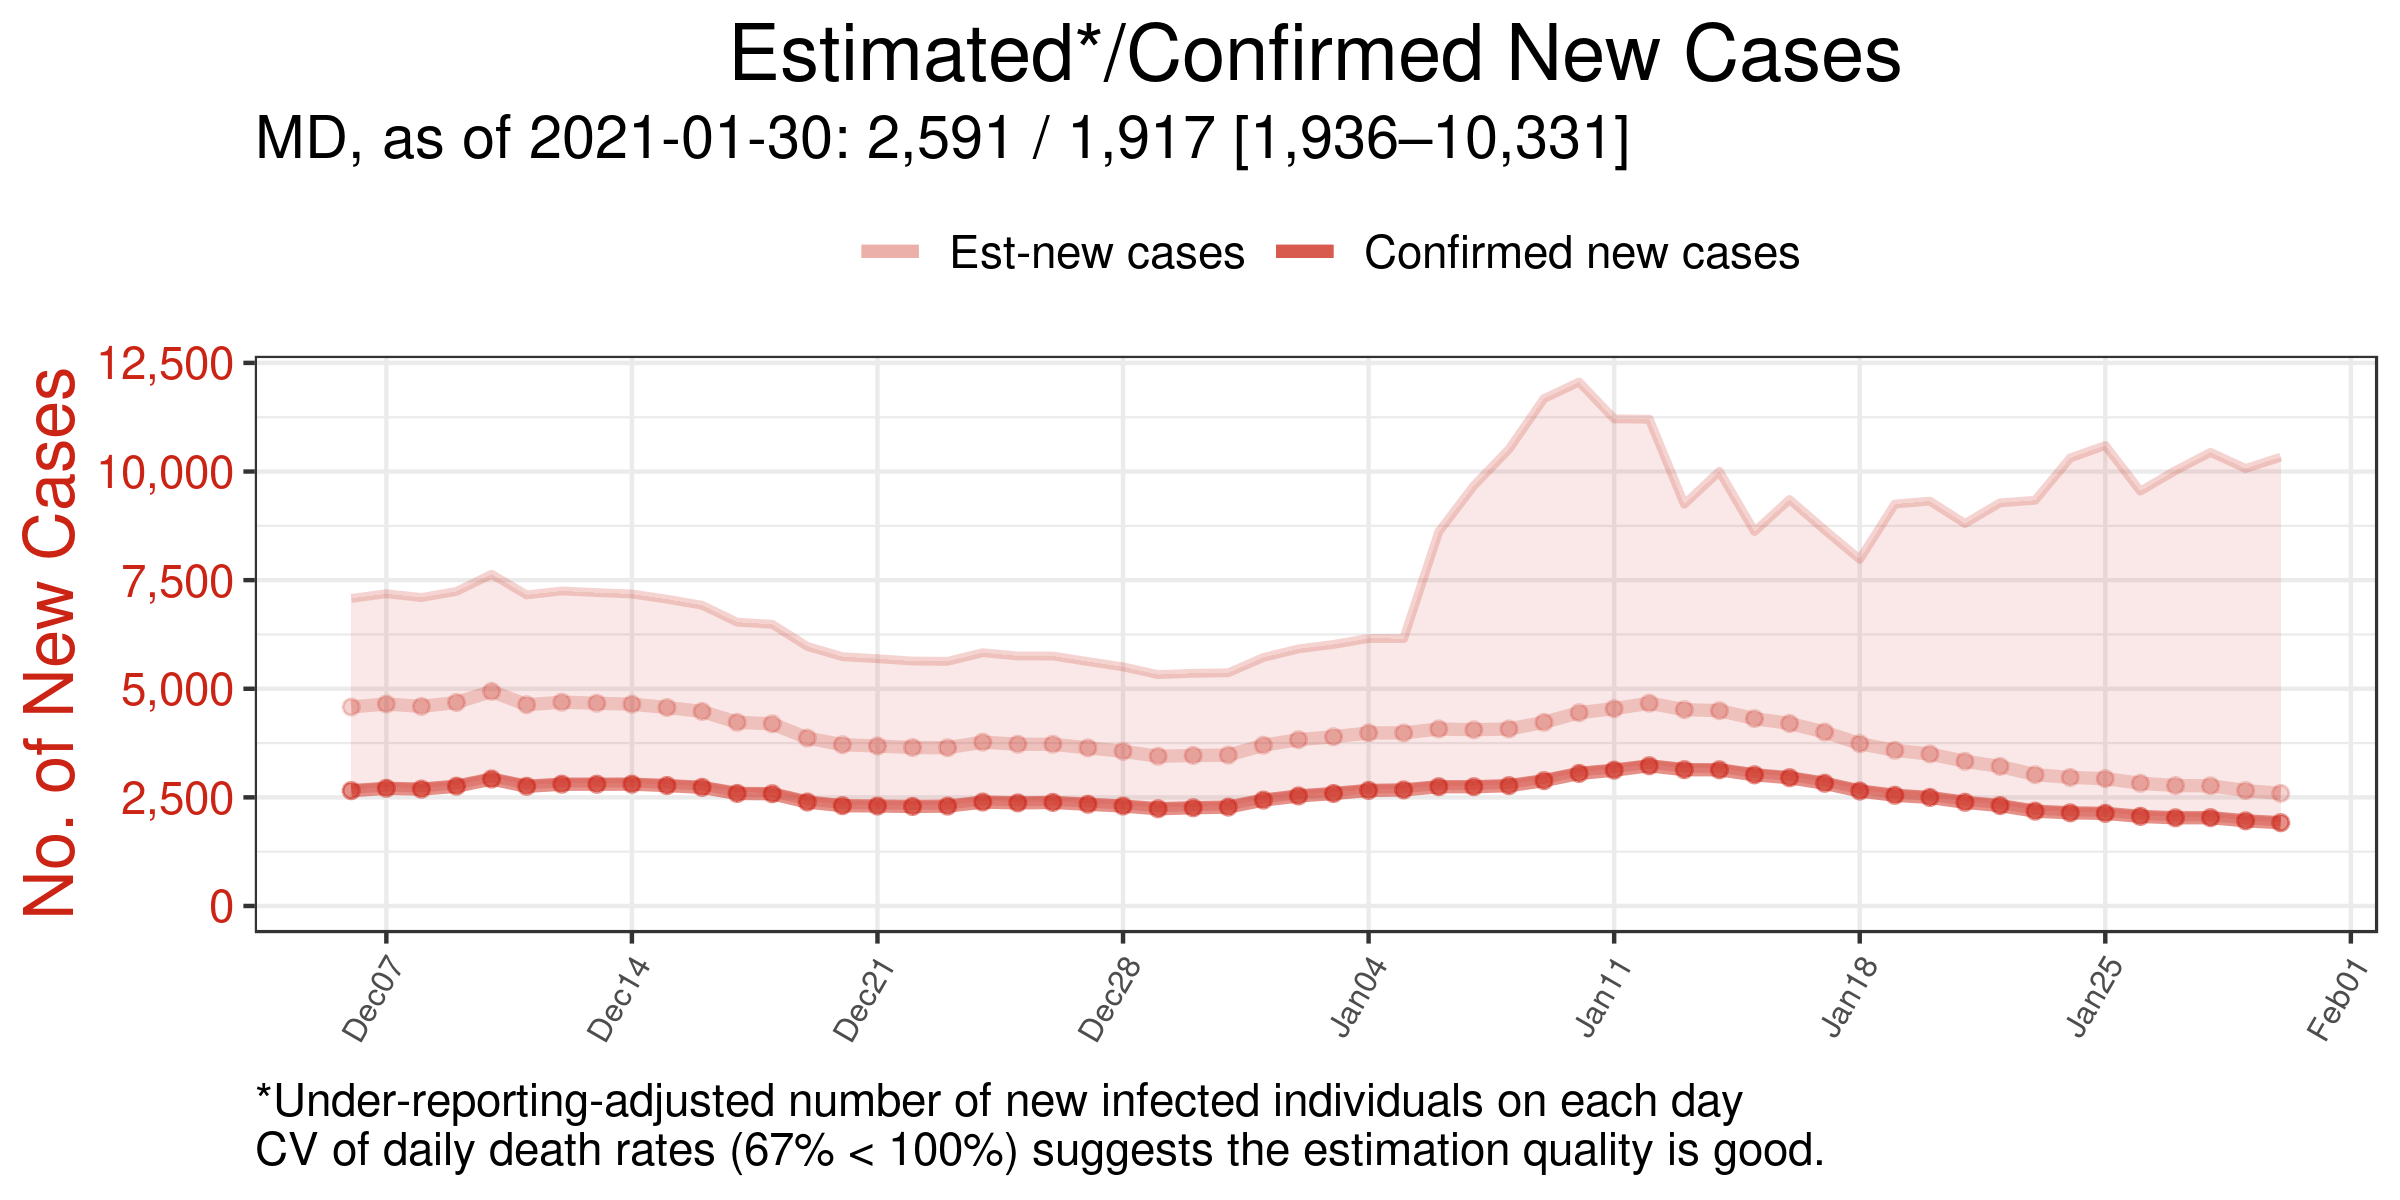 Estimated*/Confirmed New Cases
MD, as of 2021-01-30: 2,591 / 1,917 [1,936–10,331]
Est-new cases
Confirmed new cases
No. of New Cases
12,500
10,000
7,500
5,000
2,500
0
Dec07
Dec14
Dec21
Dec28
Jan04
Jan11
Jan18
Jan25
Feb01
*Under-reporting-adjusted number of new infected individuals on each day
CV of daily death rates (67% < 100%) suggests the estimation quality is good.